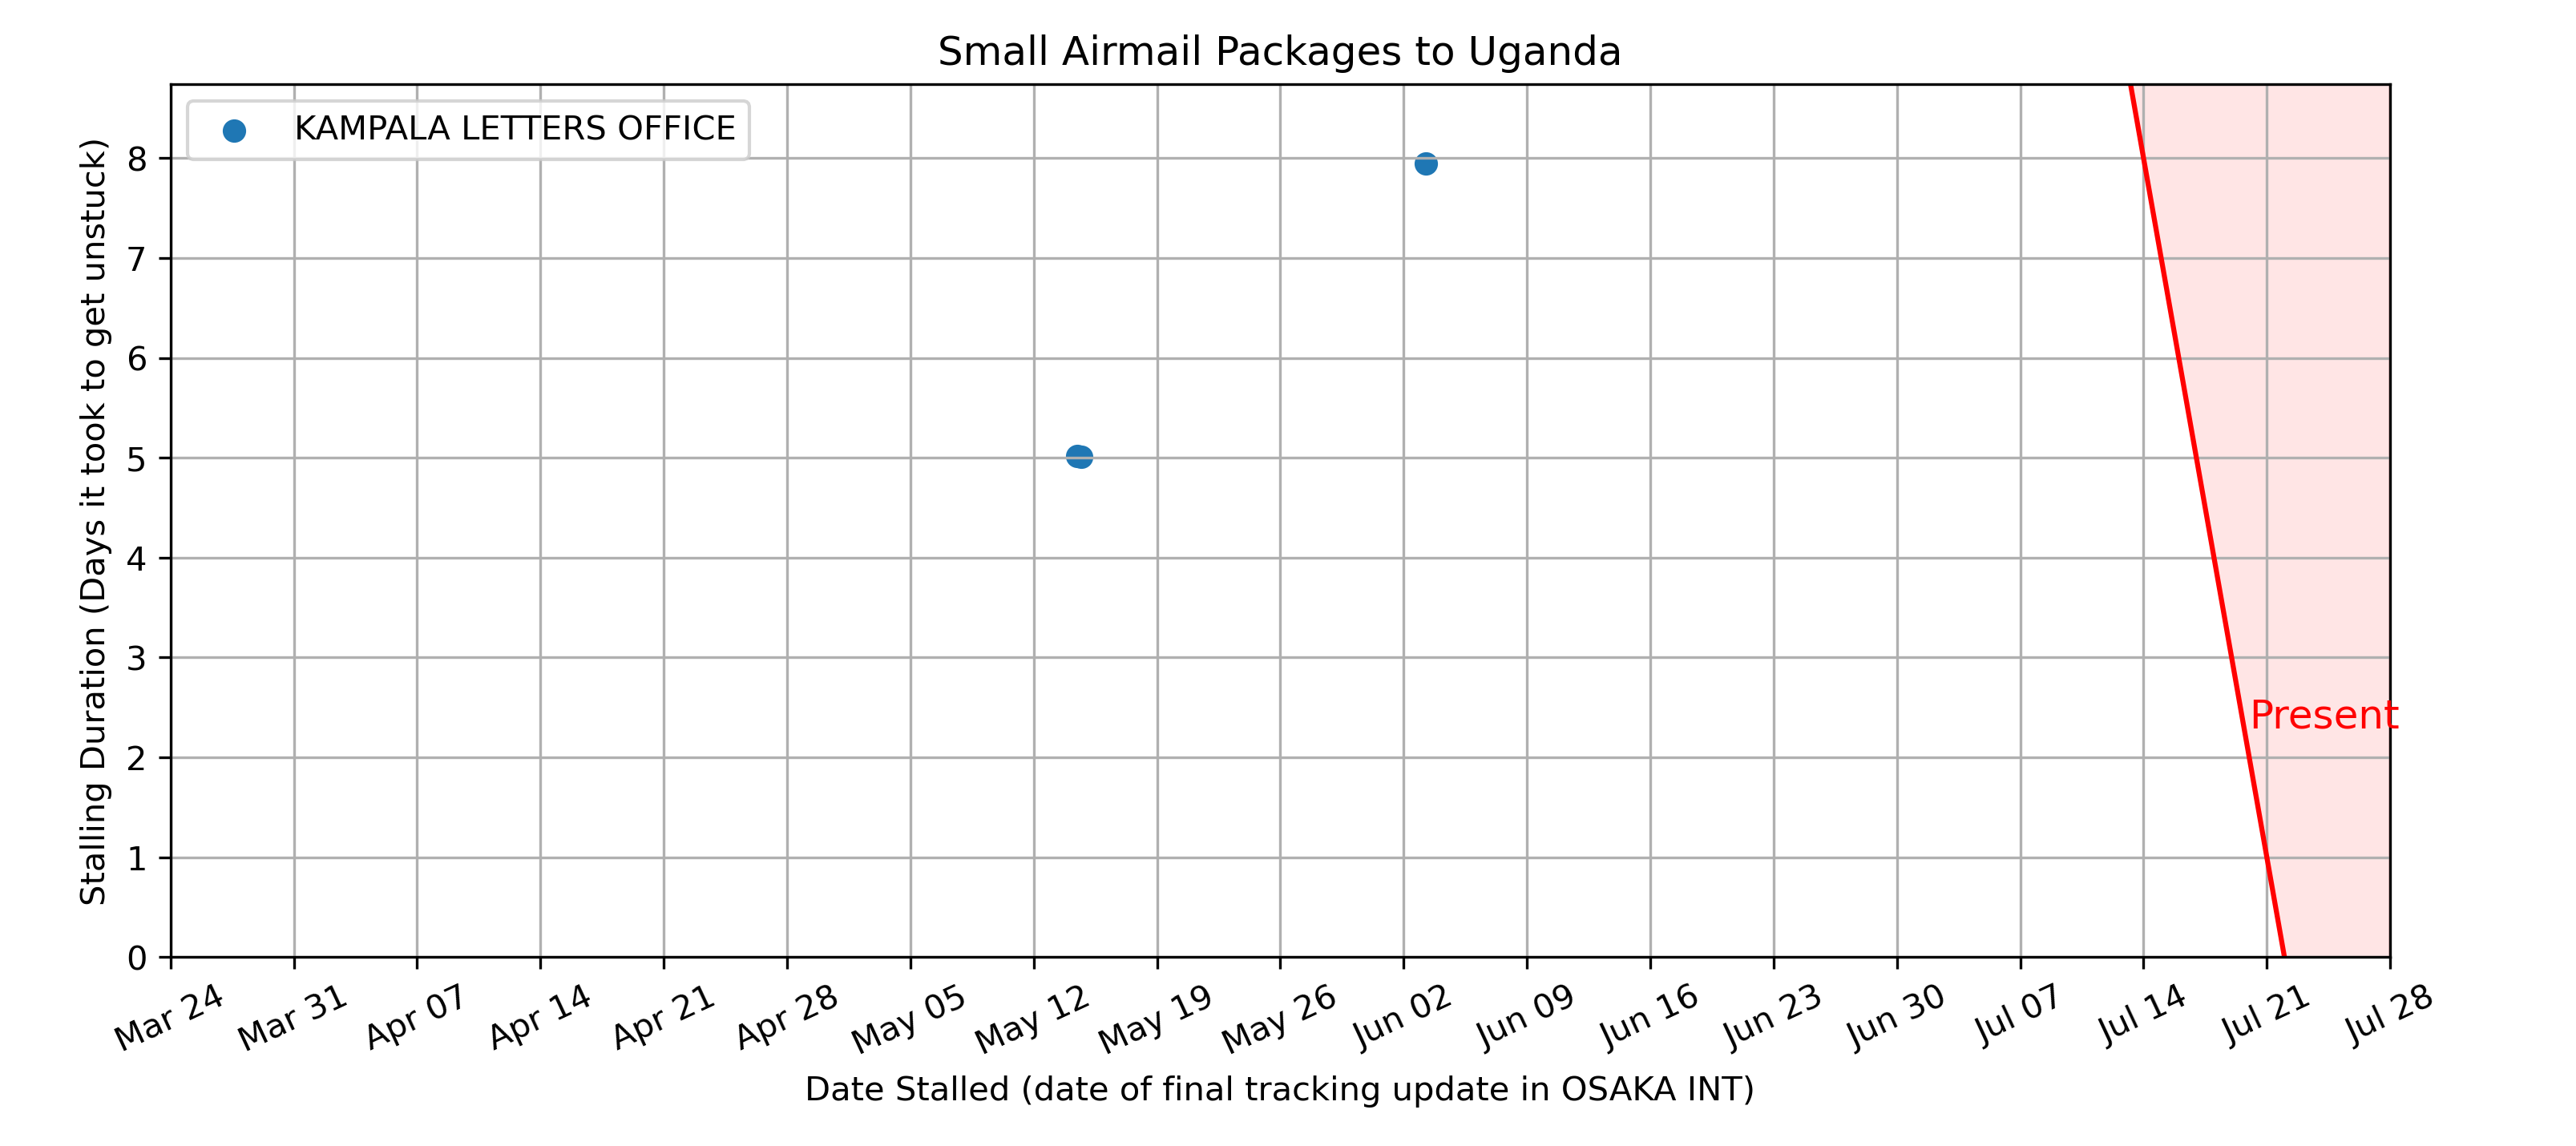 Small Airmail Packages to Uganda
KAMPALA LETTERS OFFICE
Stalling Duration (Days it took to get unstuck)
8
7
6
5
4
3
2
1
0
Present
Mar 24 Mar 31 Apr 07 Apr 14 Apr 21 Apr 28 May 05 May 12 May 19 May 26 Jun 02 Jun 09 Jun 16 Jun 23 Jun 30 Jul 07 Jul 14 Jul 21 Jul 28
Date Stalled (date of final tracking update in OSAKA INT)